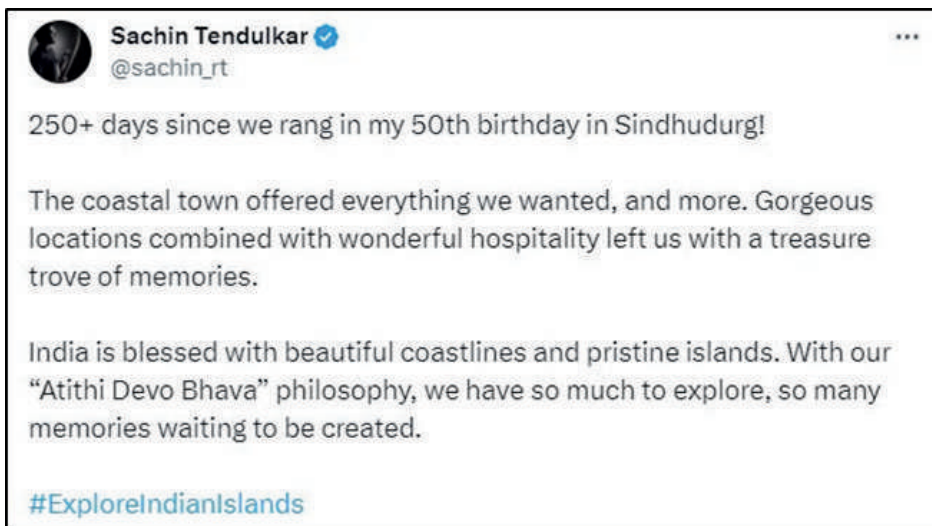 Sachin Tendulkar
@sachin_rt
250+ days since we rang in my 50th birthday in Sindhudurg!
The coastal town offered everything we wanted, and more. Gorgeous
locations combined with wonderful hospitality left us with a treasure
trove of memories.
India is blessed with beautiful coastlines and pristine islands. With our
“Atithi Devo Bhava” philosophy, we have so much to explore, so many
memories waiting to be created.
#ExploreIndianIslands